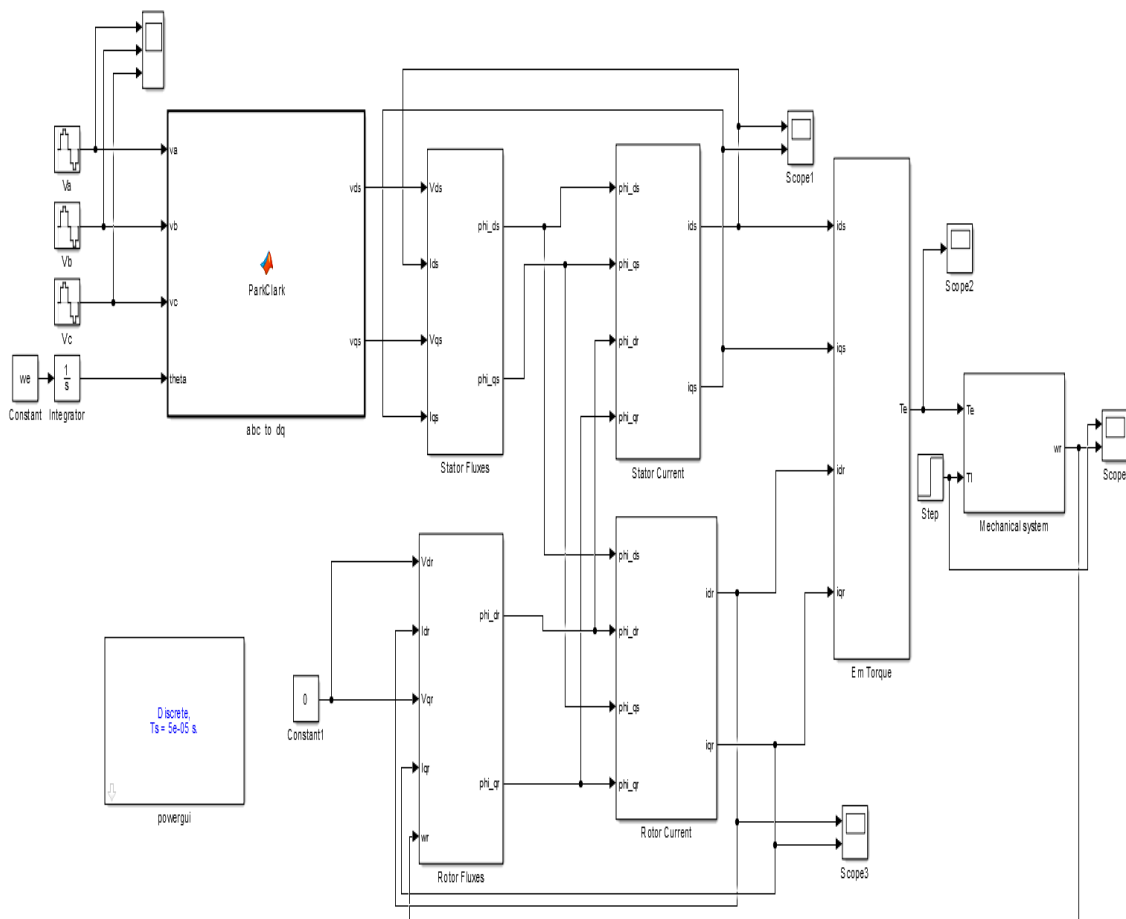 Va
Vb
Vc
we
Constant
1
s
Integrator
va
vb
vc
theta
ParkClark
vds
vqs
abc to dq
Vds
Ids
Vqs
Iqs
phi_ds
phi_qs
Stator Fluxes
phi_ds
phi_qs
phi_dr
phi_qr
ids
iqs
Stator Current
Scope1
ids
iqs
idr
iqr
Te
Em Torque
Scope2
Step
Te
Tl
wr
Mechanical system
Scope
Discrete,
Ts = 5e-05 s.
powergui
0
Constant1
Vdr
Idr
Vqr
Iqr
wr
phi_dr
phi_qr
Rotor Fluxes
phi_ds
phi_dr
phi_qs
phi_qr
idr
iqr
Rotor Current
Scope3